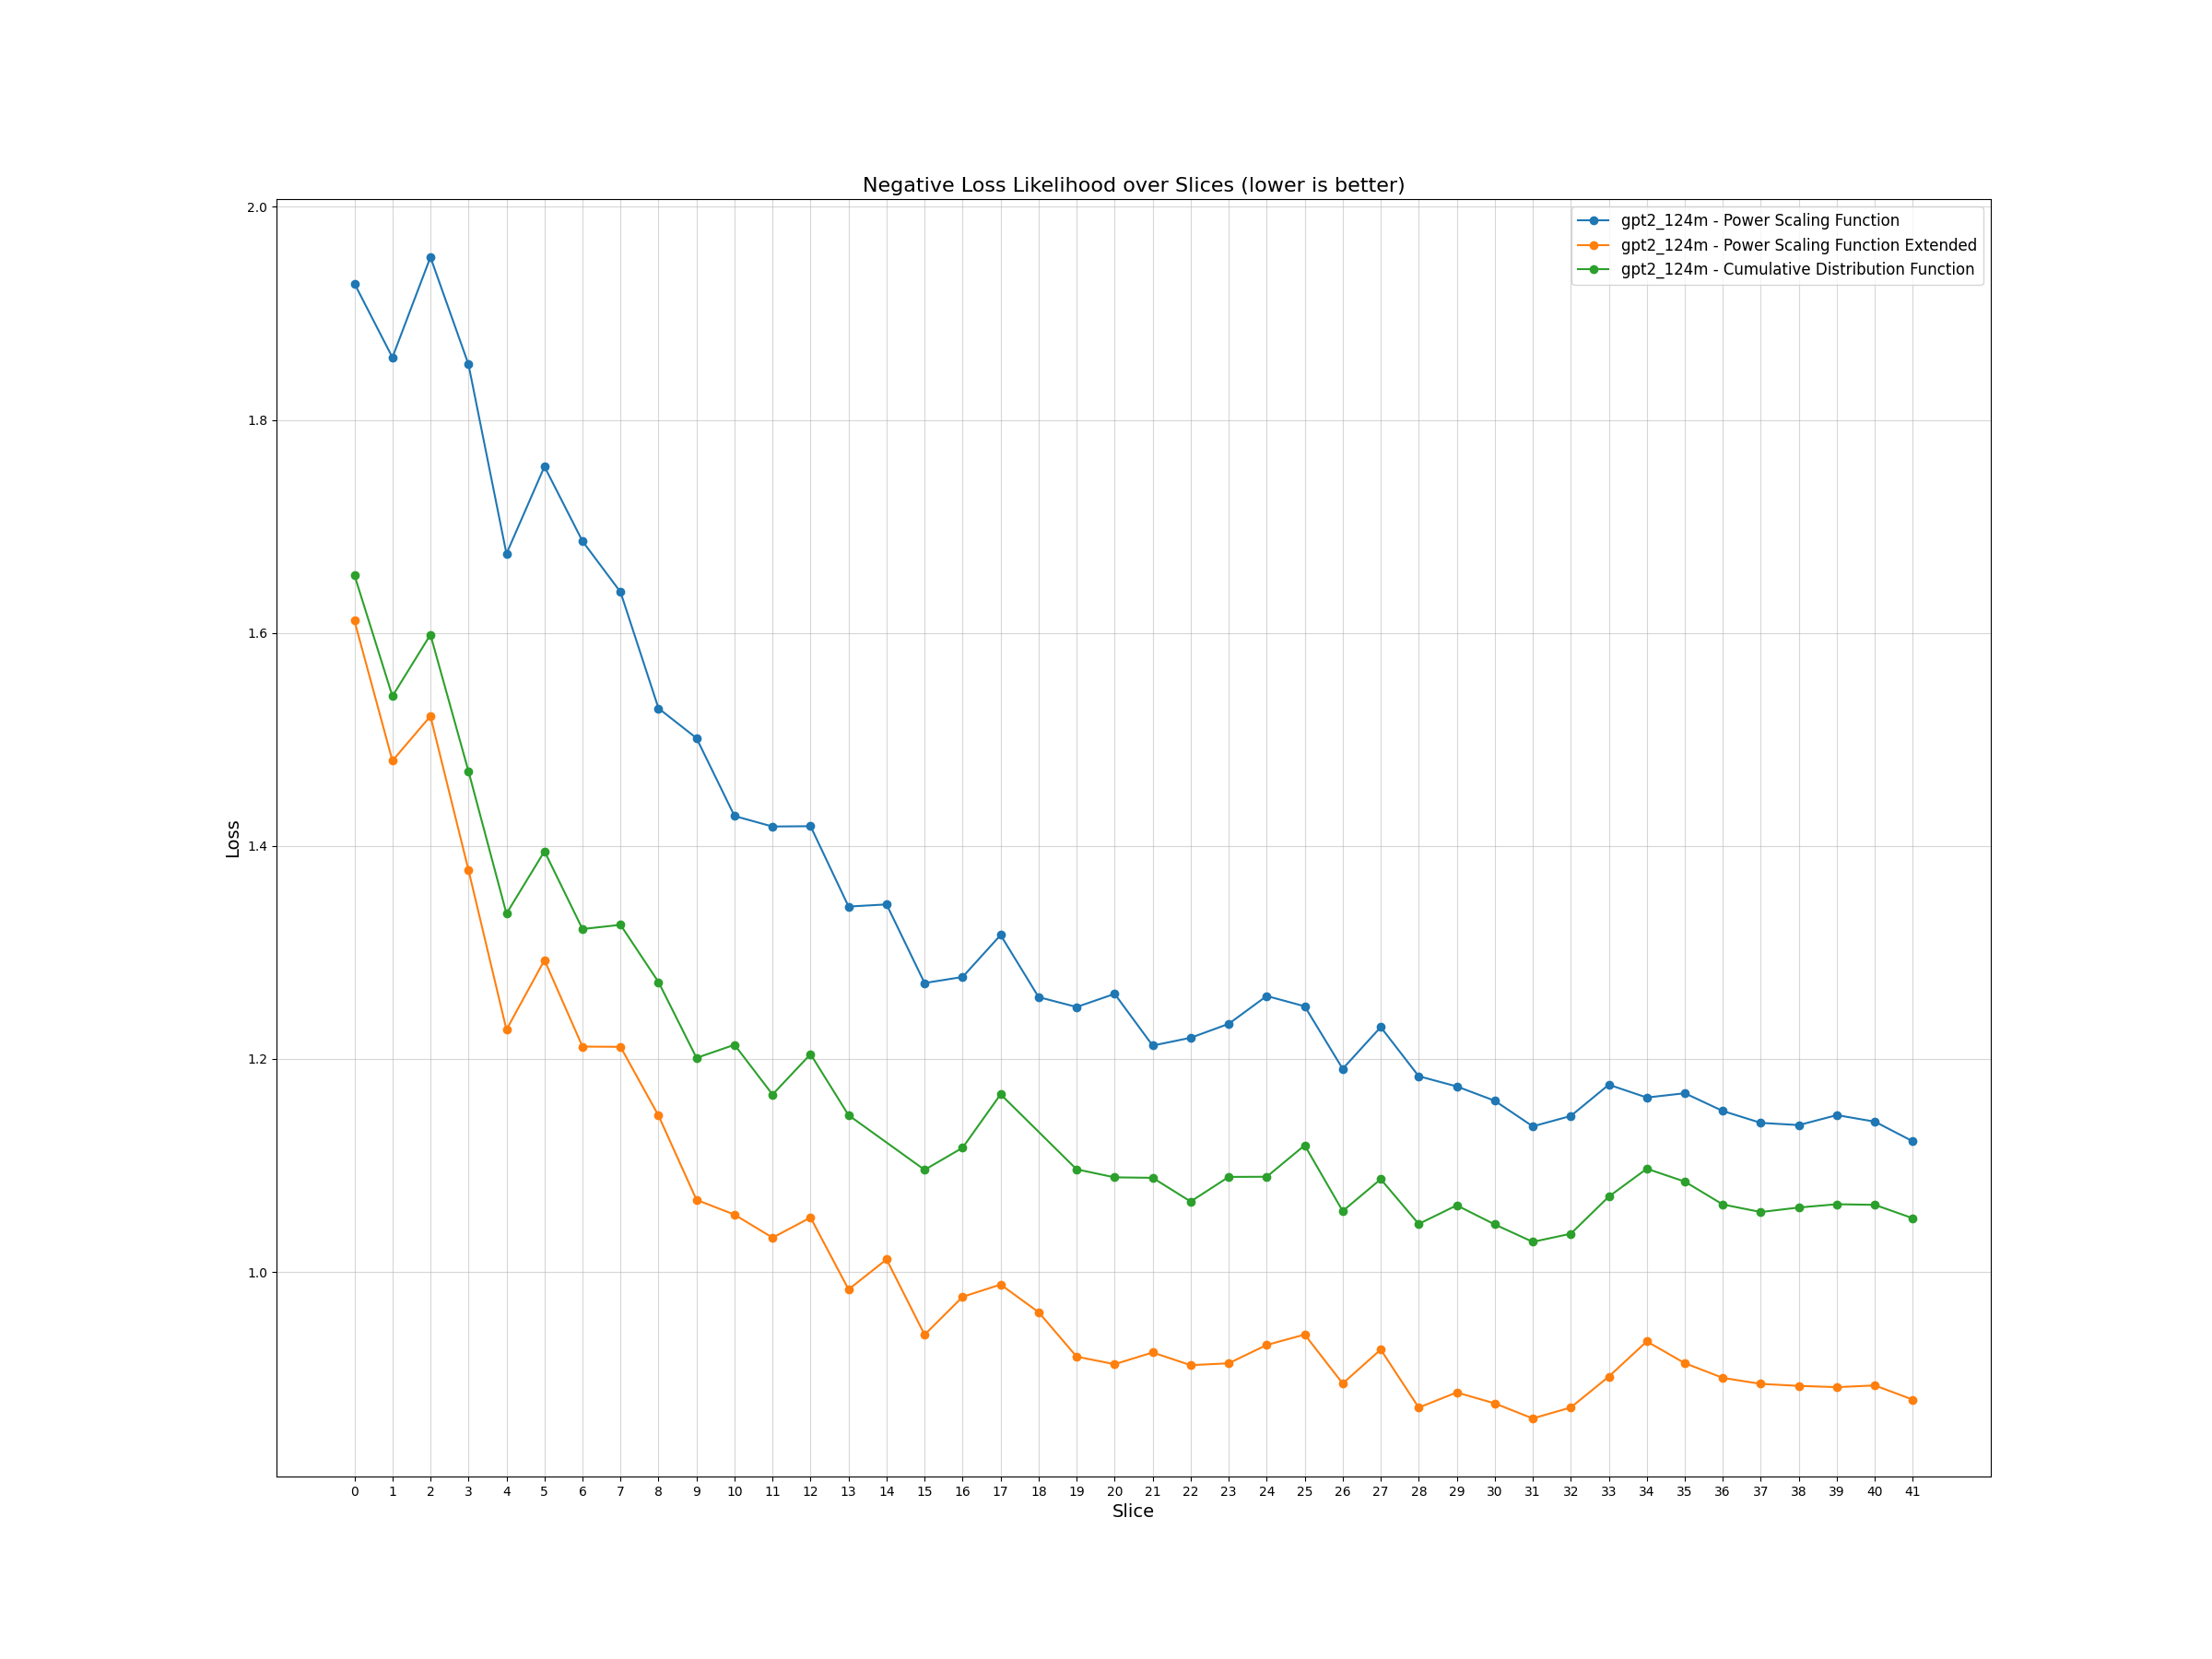 Negative Loss Likelihood over Slices (lower is better)
gpt2_124m - Power Scaling Function
gpt2_124m - Power Scaling Function Extended
gpt2_124m - Cumulative Distribution Function
Loss
2.0
1.8
1.6
1.4
1.2
1.0
0 1 2 3 4 5 6 7 8 9 10 11 12 13 14 15 16 17 18 19 20 21 22 23 24 25 26 27 28 29 30 31 32 33 34 35 36 37 38 39 40 41
Slice